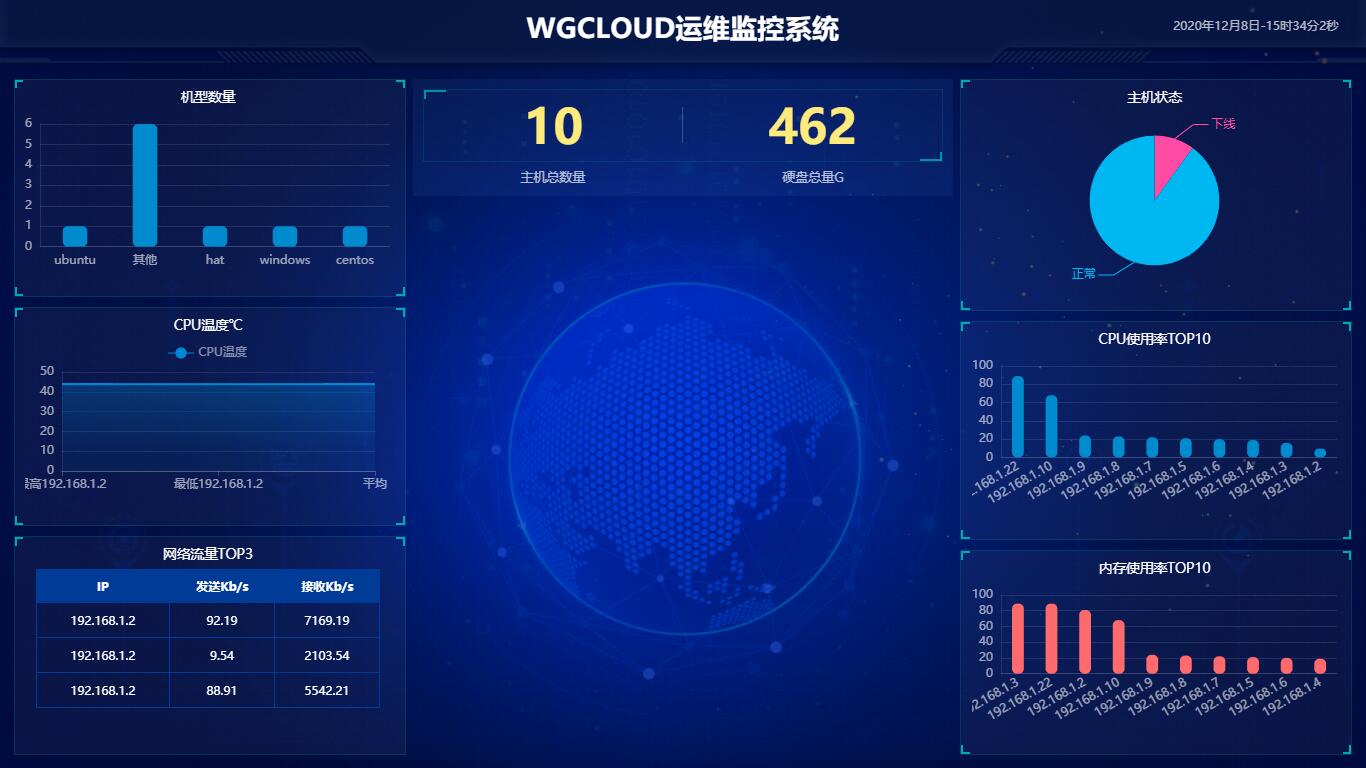 WGCLOUD运维监控系统
2020年12月8日-15时34分2秒
机型数量
6
5
4
3
2
1
0
ubuntu 其他 hat windows centos
CPU温度℃
CPU温度
50
40
30
20
10
0
高192.168.1.2 最低192.168.1.2 平均
网络流量TOP3
IP 发送Kb/s 接收Kb/s
192.168.1.2 92.19 7169.19
192.168.1.2 9.54 2103.54
192.168.1.2 88.91 5542.21
10 462
主机总数量 硬盘总量G
主机状态
下线
正常
CPU使用率TOP10
100
80
60
40
20
0
.168.1.22 192.168.1.10 192.168.1.9 192.168.1.8 192.168.1.7 192.168.1.5 192.168.1.6 192.168.1.4 192.168.1.3 192.168.1.2
内存使用率TOP10
100
80
60
40
20
0
.168.1.3 192.168.1.22 192.168.1.2 192.168.1.10 192.168.1.9 192.168.1.8 192.168.1.7 192.168.1.5 192.168.1.6 192.168.1.4